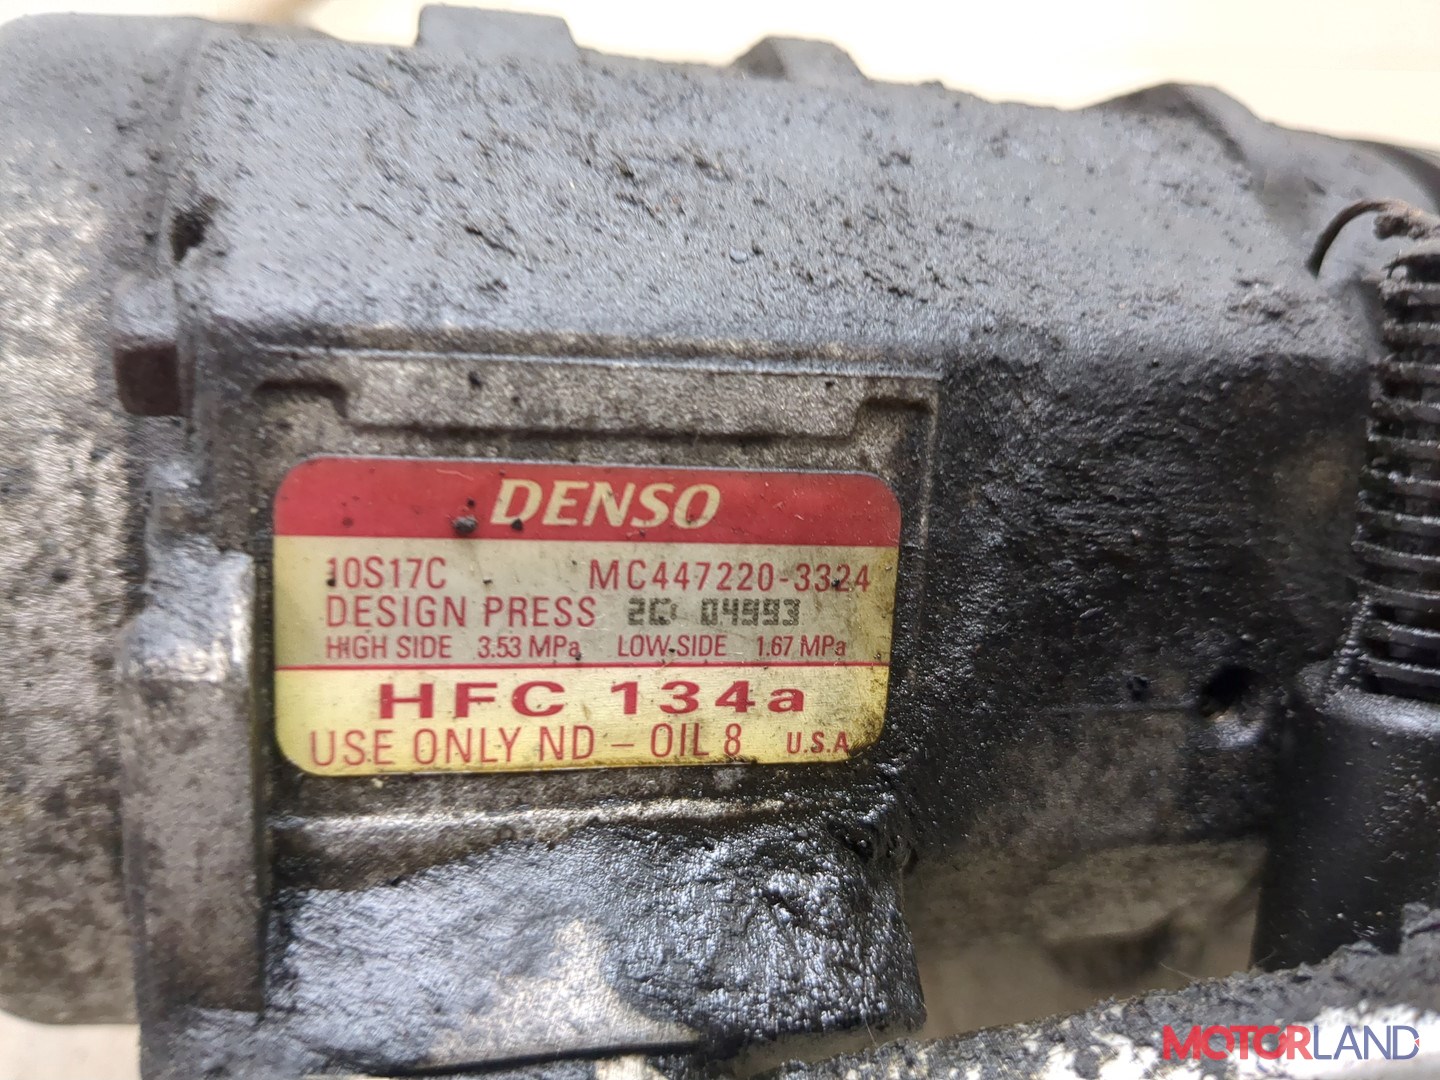 DENSO
10S17C MC447220-3324
DESIGN PRESS 04993
HIGH SIDE 3.53 MPa LOW-SIDE 1.67 MPa
HFC 134a
USE ONLY ND-OIL 8 U.S.A
MOTORLAND